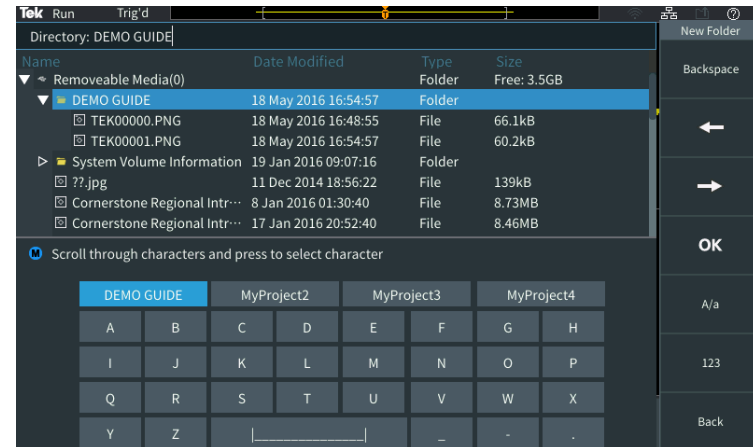 Tek Run Trig'd
Directory: DEMO GUIDE
New Folder
Name Date Modified Type Size
Removeable Media(0) Folder Free: 3.5GB
DEMO GUIDE 18 May 2016 16:54:57 Folder
TEK00000.PNG 18 May 2016 16:48:55 File 66.1kB
TEK00001.PNG 18 May 2016 16:54:57 File 60.2kB
System Volume Information 19 Jan 2016 09:07:16 Folder
??.jpg 11 Dec 2014 18:56:22 File 139kB
Cornerstone Regional Intr··· 8 Jan 2016 01:30:40 File 8.73MB
Cornerstone Regional Intr··· 17 Jan 2016 20:52:40 File 8.46MB
M Scroll through characters and press to select character
DEMO GUIDE MyProject2 MyProject3 MyProject4
A B C D E F G H
I J K L M N O P
Q R S T U V W X
Y Z |_______________| _ - .
Backspace
OK
A/a
123
Back